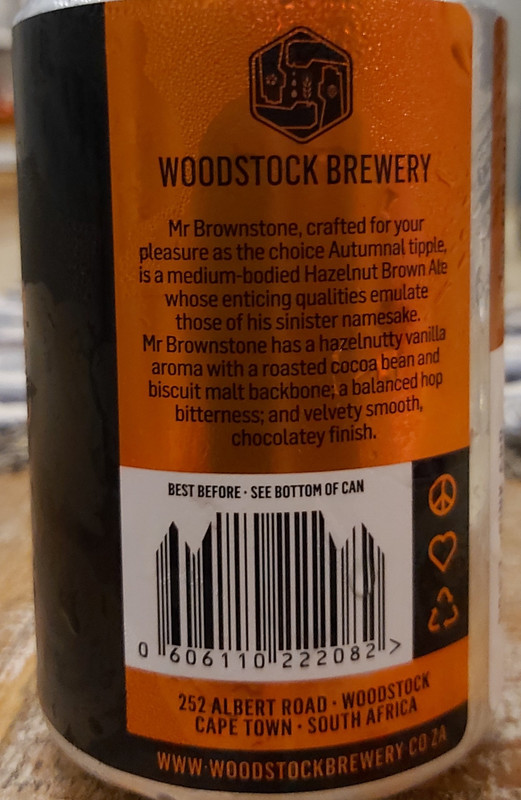 WOODSTOCK BREWERY
Mr Brownstone, crafted for your
pleasure as the choice Autumnal tipple,
is a medium-bodied Hazelnut Brown Ale
whose enticing qualities emulate
those of his sinister namesake.
Mr Brownstone has a hazelnutty vanilla
aroma with a roasted cocoa bean and
biscuit malt backbone; a balanced hop
bitterness; and velvety smooth,
chocolatey finish.
BEST BEFORE · SEE BOTTOM OF CAN
0 606110 222082 >
252 ALBERT ROAD · WOODSTOCK
CAPE TOWN · SOUTH AFRICA
WWW·WOODSTOCKBREWERY·CO·ZA